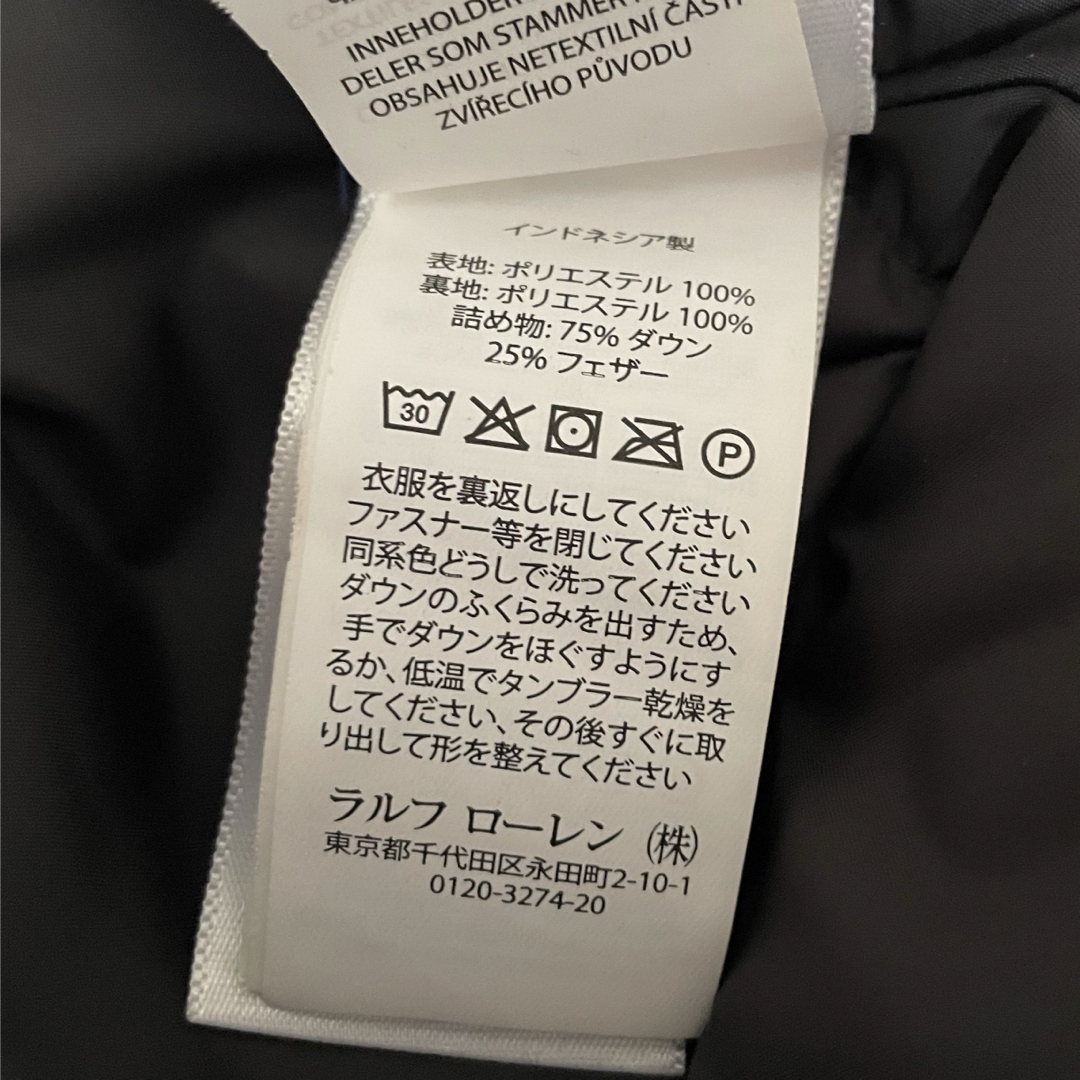 INNEHOLDER
DELER SOM STAMMER
OBSAHUJE NETEXTILNÍ ČÁSTI
ZVÍŘECÍHO PŮVODU
インドネシア製
表地: ポリエステル 100%
裏地: ポリエステル 100%
詰め物: 75% ダウン
25% フェザー
30 P
衣服を裏返しにしてください
ファスナー等を閉じてください
同系色どうしで洗ってください
ダウンのふくらみを出すため、
手でダウンをほぐすようにす
るか、低温でタンブラー乾燥を
してください、その後すぐに取
り出して形を整えてください
ラルフ ローレン (株)
東京都千代田区永田町2-10-1
0120-3274-20